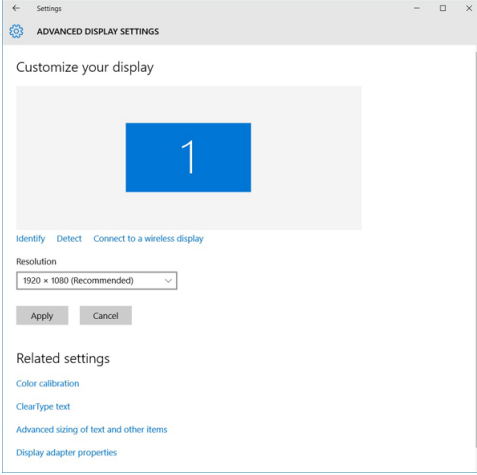 Settings
ADVANCED DISPLAY SETTINGS
Customize your display
1
Identify Detect Connect to a wireless display
Resolution
1920 × 1080 (Recommended)
Apply Cancel
Related settings
Color calibration
ClearType text
Advanced sizing of text and other items
Display adapter properties